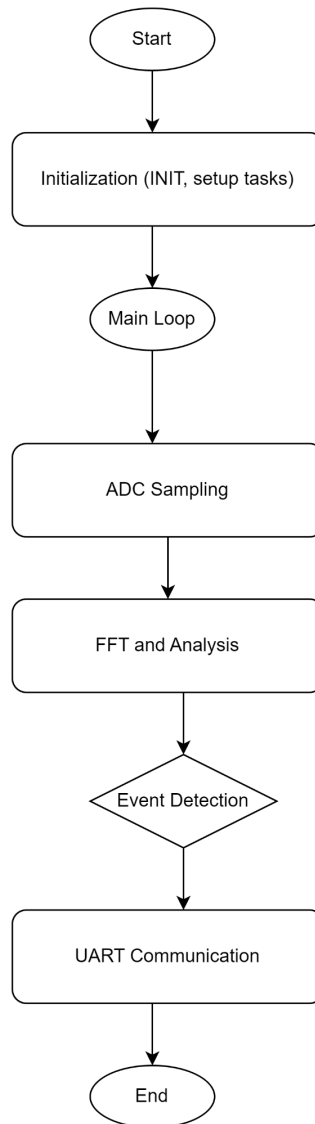 Start
Initialization (INIT, setup tasks)
Main Loop
ADC Sampling
FFT and Analysis
Event Detection
UART Communication
End